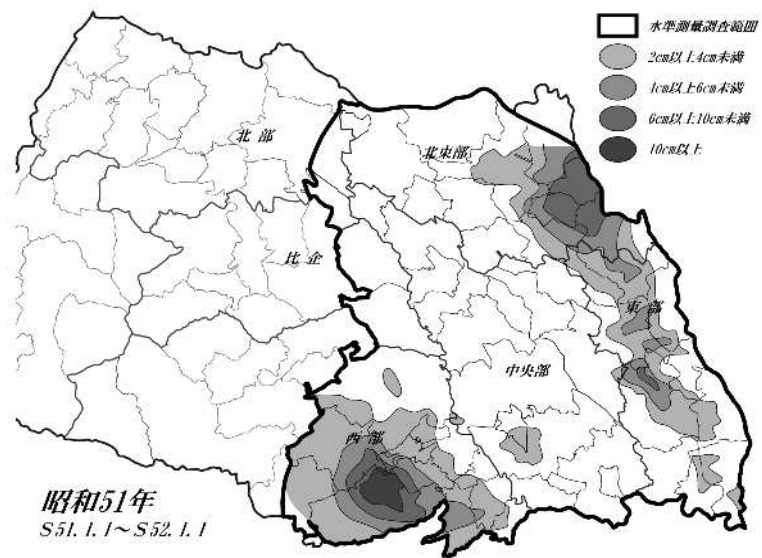 水準測量調査範囲
2cm以上4cm未満
4cm以上6cm未満
6cm以上10cm未満
10cm以上
北部
北東部
比企
東部
中央部
西部
昭和51年
S51.1.1～S52.1.1